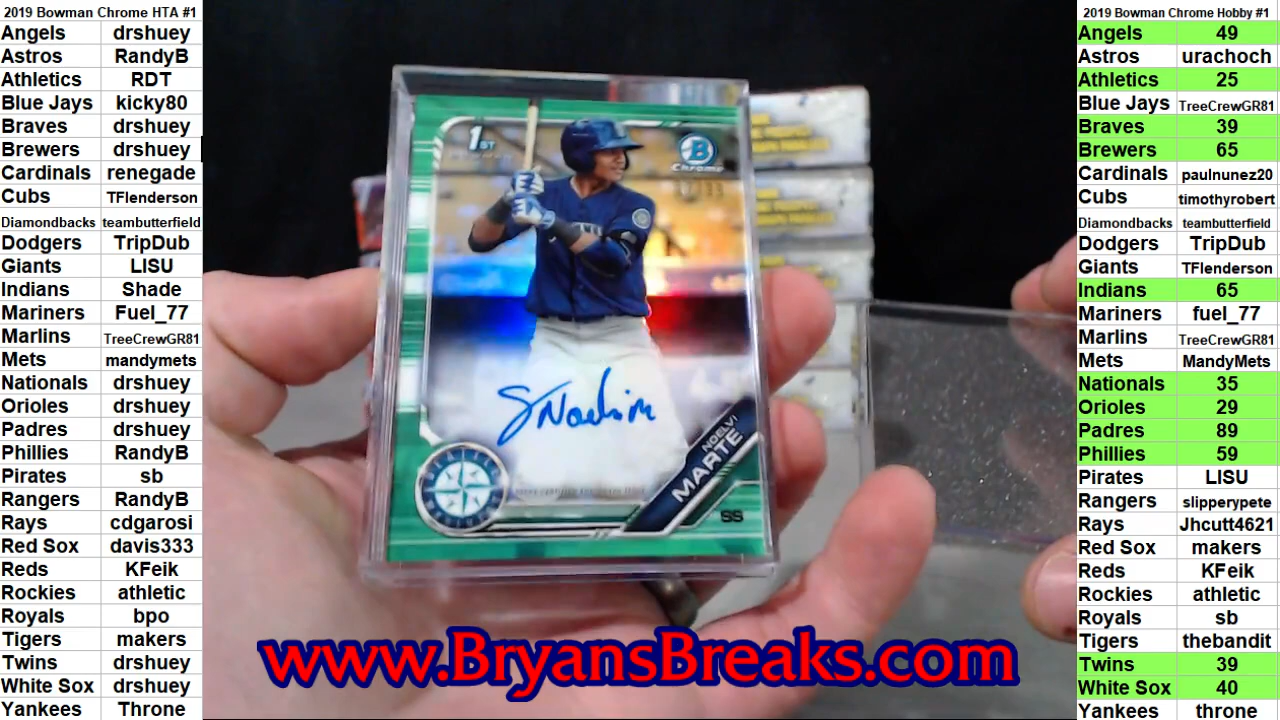 2019 Bowman Chrome HTA #1
Angels drshuey
Astros RandyB
Athletics RDT
Blue Jays kicky80
Braves drshuey
Brewers drshuey
Cardinals renegade
Cubs TFlenderson
Diamondbacks teambutterfield
Dodgers TripDub
Giants LISU
Indians Shade
Mariners Fuel_77
Marlins TreeCrewGR81
Mets mandymets
Nationals drshuey
Orioles drshuey
Padres drshuey
Phillies RandyB
Pirates sb
Rangers RandyB
Rays cdgarosi
Red Sox davis333
Reds KFeik
Rockies athletic
Royals bpo
Tigers makers
Twins drshuey
White Sox drshuey
Yankees Throne
1ST
B
Chrome
NOELVI
MARTE
SS
www.BryansBreaks.com
2019 Bowman Chrome Hobby #1
Angels 49
Astros urachoch
Athletics 25
Blue Jays TreeCrewGR81
Braves 39
Brewers 65
Cardinals paulnunez20
Cubs timothyrobert
Diamondbacks teambutterfield
Dodgers TripDub
Giants TFlenderson
Indians 65
Mariners fuel_77
Marlins TreeCrewGR81
Mets MandyMets
Nationals 35
Orioles 29
Padres 89
Phillies 59
Pirates LISU
Rangers slipperypete
Rays Jhcutt4621
Red Sox makers
Reds KFeik
Rockies athletic
Royals sb
Tigers thebandit
Twins 39
White Sox 40
Yankees throne